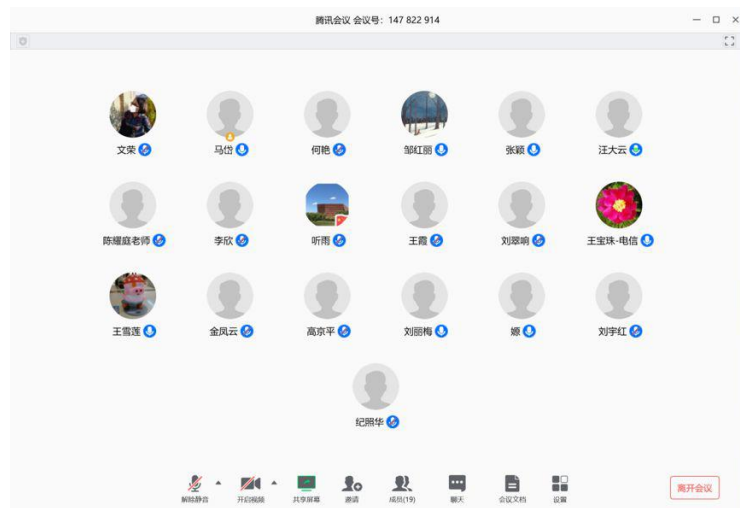 腾讯会议 会议号：147 822 914
文荣 马岱 何艳 邹红丽 张颖 汪大云
陈耀庭老师 李欣 听雨 王霞 刘翠响 王宝珠-电信
王雪莲 金凤云 高京平 刘丽梅 嫄 刘宇红
纪照华
解除静音 开启视频 共享屏幕 邀请 成员(19) 聊天 会议文档 设置 离开会议